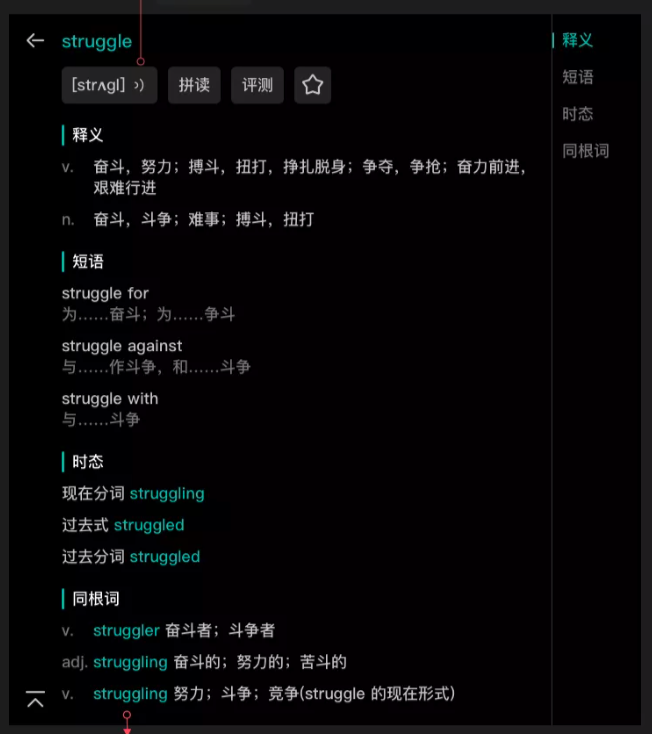 struggle
[strʌgl]
拼读
评测
释义
v. 奋斗，努力；搏斗，扭打，挣扎脱身；争夺，争抢；奋力前进，
艰难行进
n. 奋斗，斗争；难事；搏斗，扭打
短语
struggle for
为……奋斗；为……争斗
struggle against
与……作斗争，和……斗争
struggle with
与……斗争
时态
现在分词 struggling
过去式 struggled
过去分词 struggled
同根词
v. struggler 奋斗者；斗争者
adj. struggling 奋斗的；努力的；苦斗的
v. struggling 努力；斗争；竞争(struggle 的现在形式)
释义
短语
时态
同根词